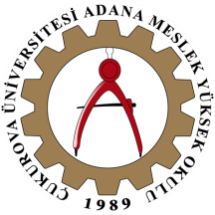 ÇUKUROVA ÜNİVERSİTESİ ADANA MESLEK YÜKSEK OKULU
1989